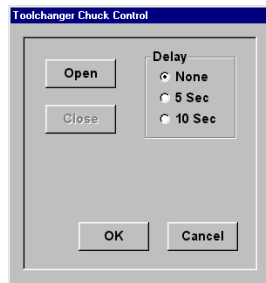 Toolchanger Chuck Control
Open
Close
Delay
None
5 Sec
10 Sec
OK
Cancel